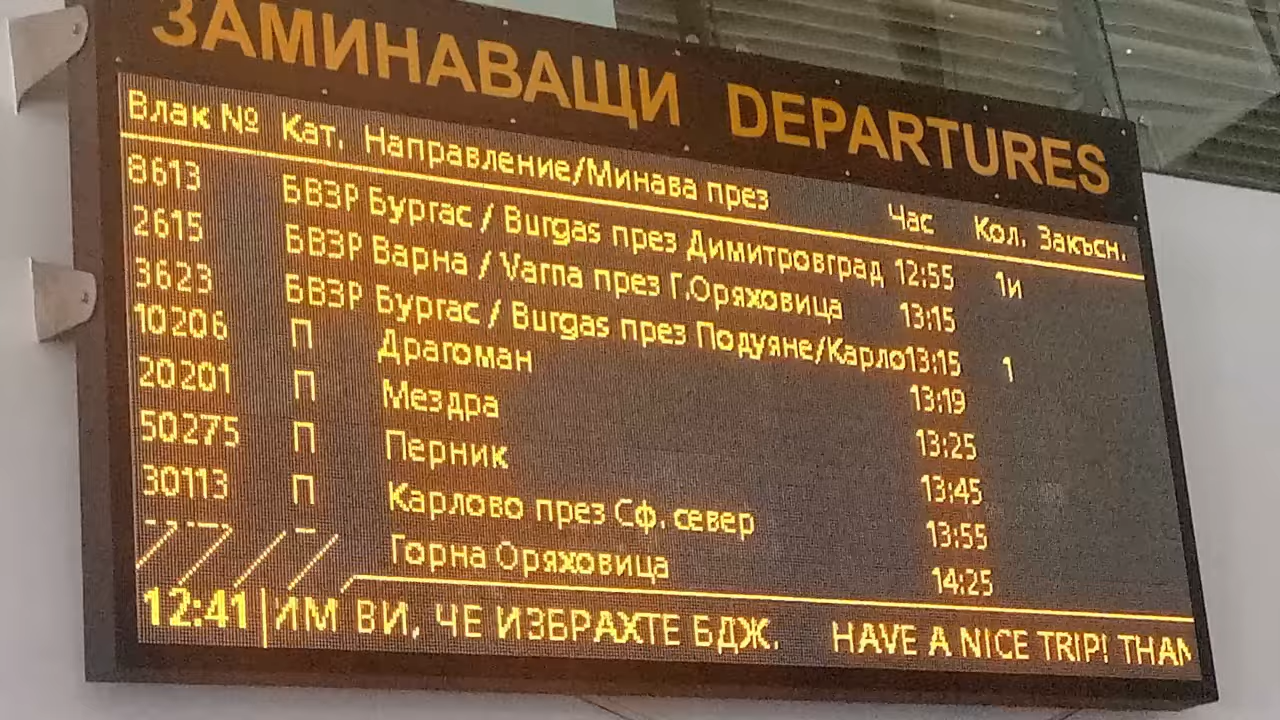 ЗАМИНАВАЩИ DEPARTURES
Влак № Кат. Направление/Минава през Час Кол. Закъсн.
8613 БВЗР Бургас / Burgas през Димитровград 12:55 1и
2615 БВЗР Варна / Varna през Г.Оряховица 13:15
3623 БВЗР Бургас / Burgas през Подуяне/Карло13:15 1
10206 П Драгоман 13:19
20201 П Мездра 13:25
50275 П Перник 13:45
30113 П Карлово през Сф. север 13:55
Горна Оряховица 14:25
12:41 ИМ ВИ, ЧЕ ИЗБРАХТЕ БДЖ. HAVE A NICE TRIP! THAN